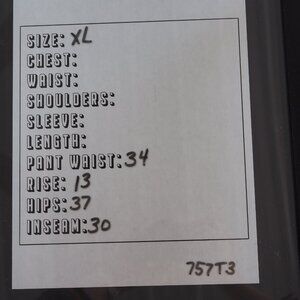 SIZE: XL
CHEST:
WAIST:
SHOULDERS:
SLEEVE:
LENGTH:
PANT WAIST: 34
RISE: 13
HIPS: 37
INSEAM: 30
757T3